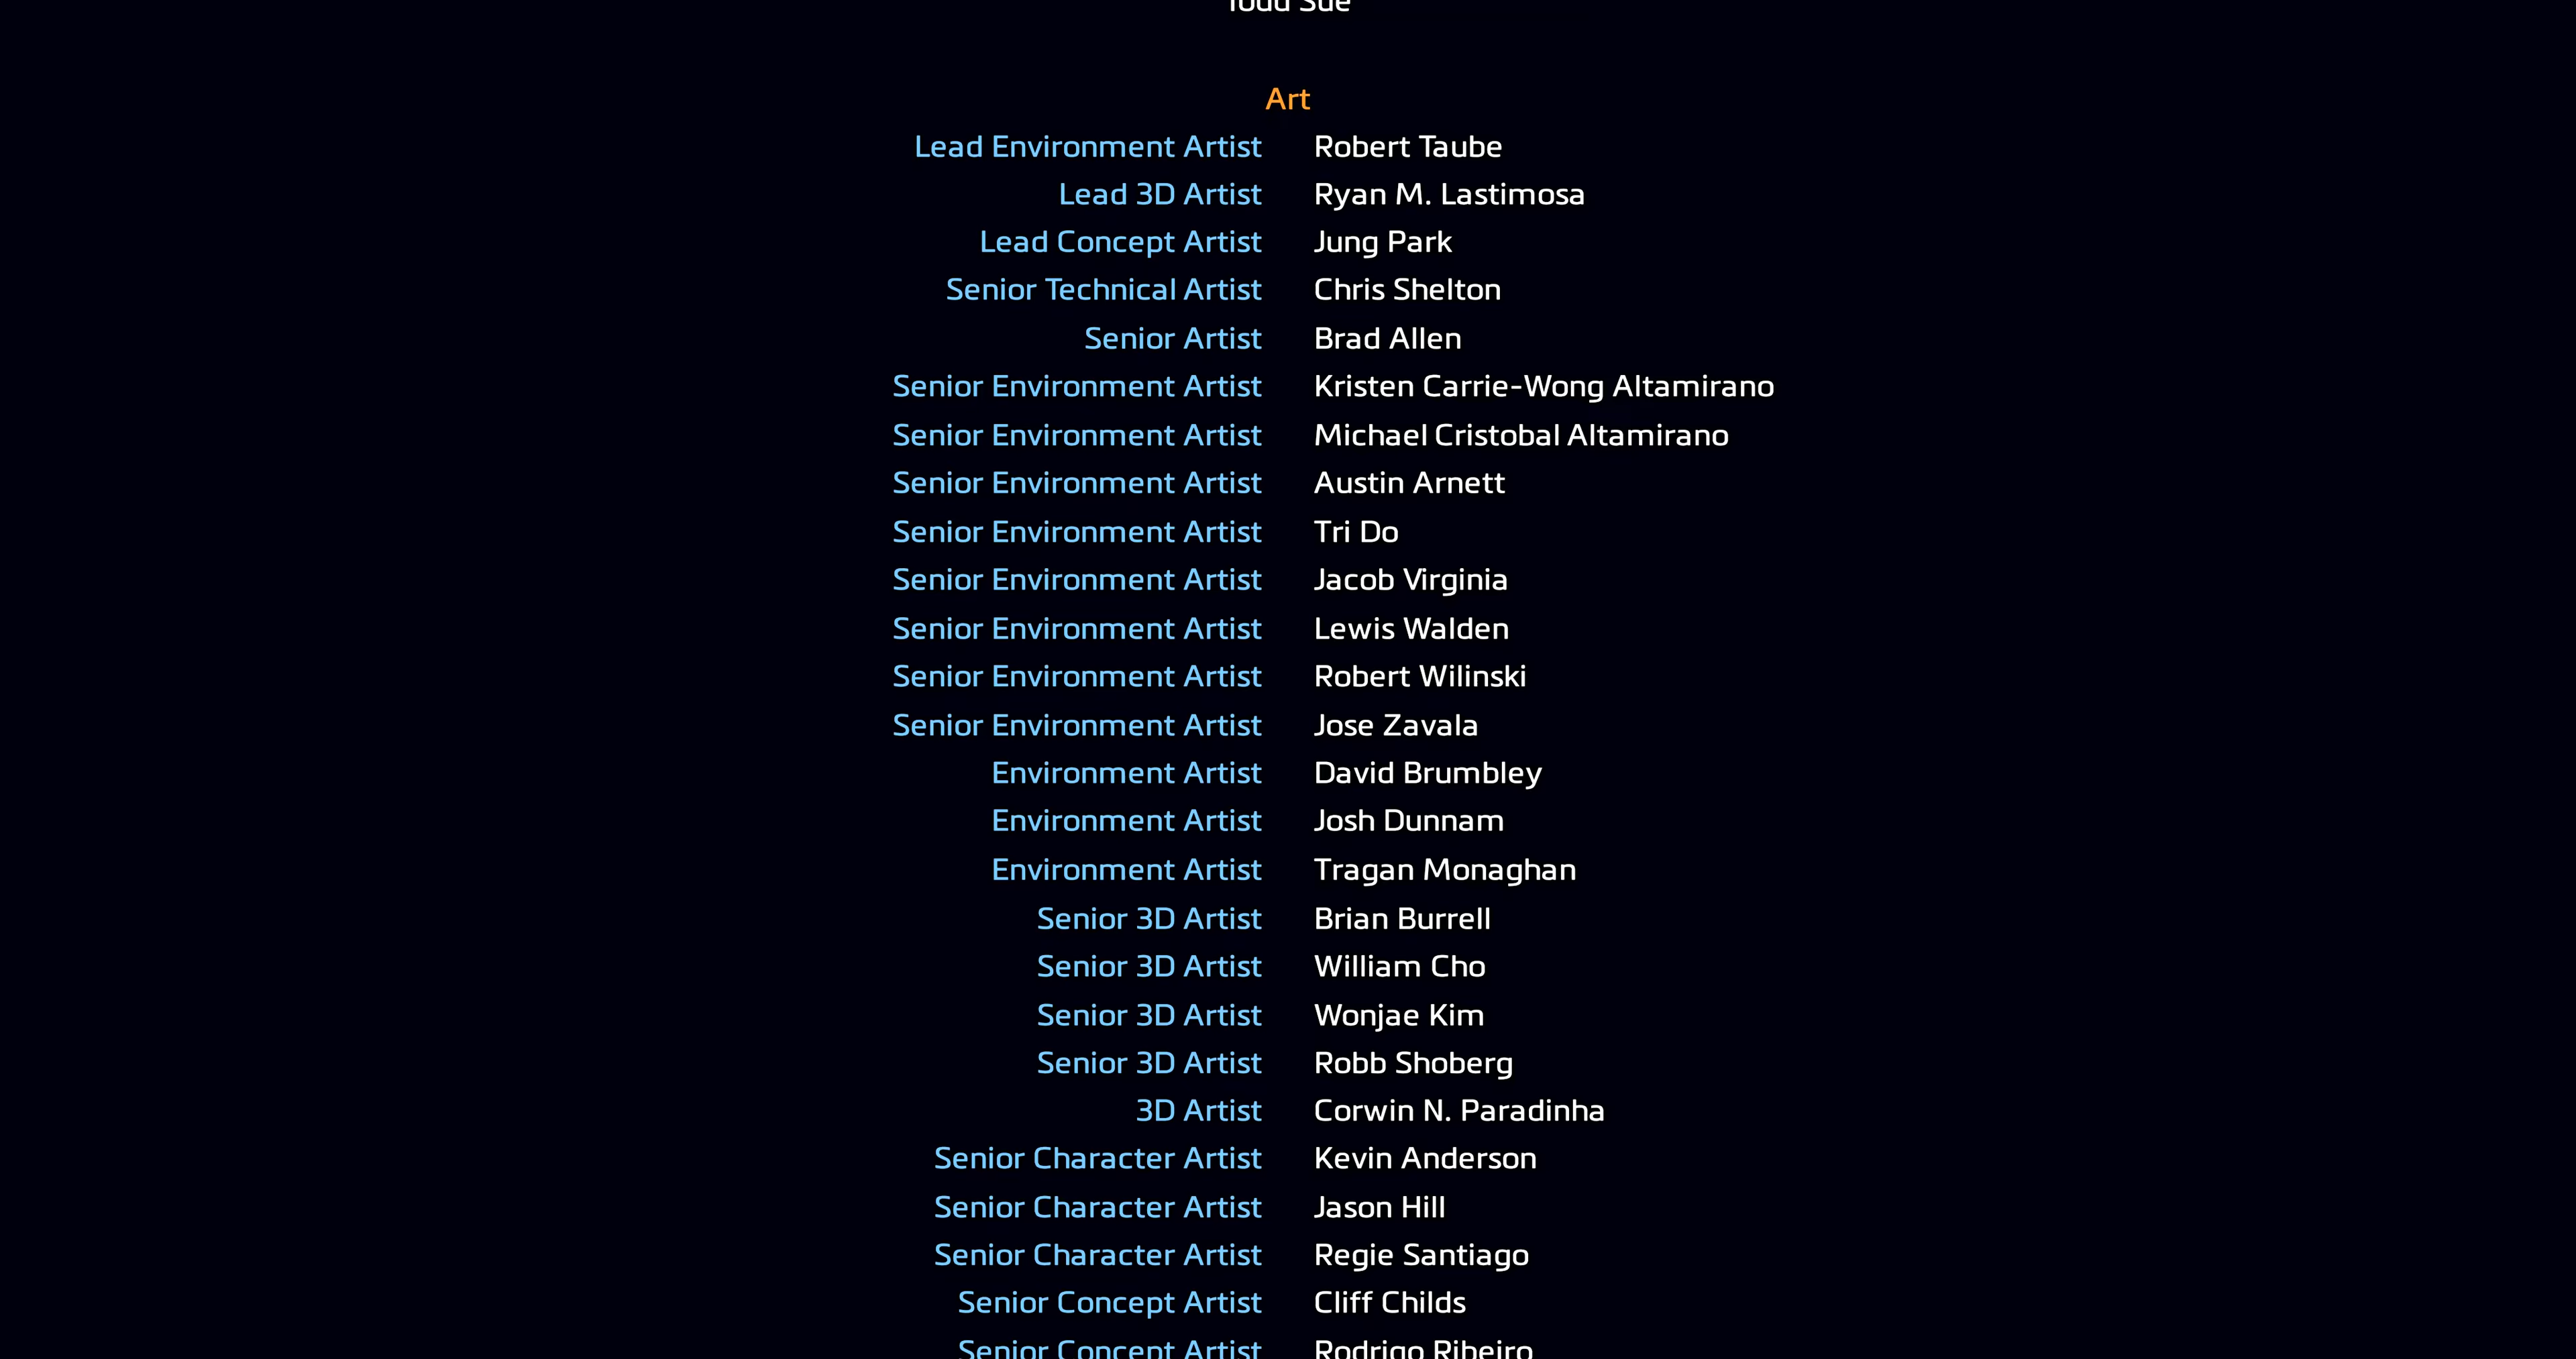 Todd Sue
Art
Lead Environment Artist Robert Taube
Lead 3D Artist Ryan M. Lastimosa
Lead Concept Artist Jung Park
Senior Technical Artist Chris Shelton
Senior Artist Brad Allen
Senior Environment Artist Kristen Carrie-Wong Altamirano
Senior Environment Artist Michael Cristobal Altamirano
Senior Environment Artist Austin Arnett
Senior Environment Artist Tri Do
Senior Environment Artist Jacob Virginia
Senior Environment Artist Lewis Walden
Senior Environment Artist Robert Wilinski
Senior Environment Artist Jose Zavala
Environment Artist David Brumbley
Environment Artist Josh Dunnam
Environment Artist Tragan Monaghan
Senior 3D Artist Brian Burrell
Senior 3D Artist William Cho
Senior 3D Artist Wonjae Kim
Senior 3D Artist Robb Shoberg
3D Artist Corwin N. Paradinha
Senior Character Artist Kevin Anderson
Senior Character Artist Jason Hill
Senior Character Artist Regie Santiago
Senior Concept Artist Cliff Childs
Senior Concept Artist Rodrigo Ribeiro